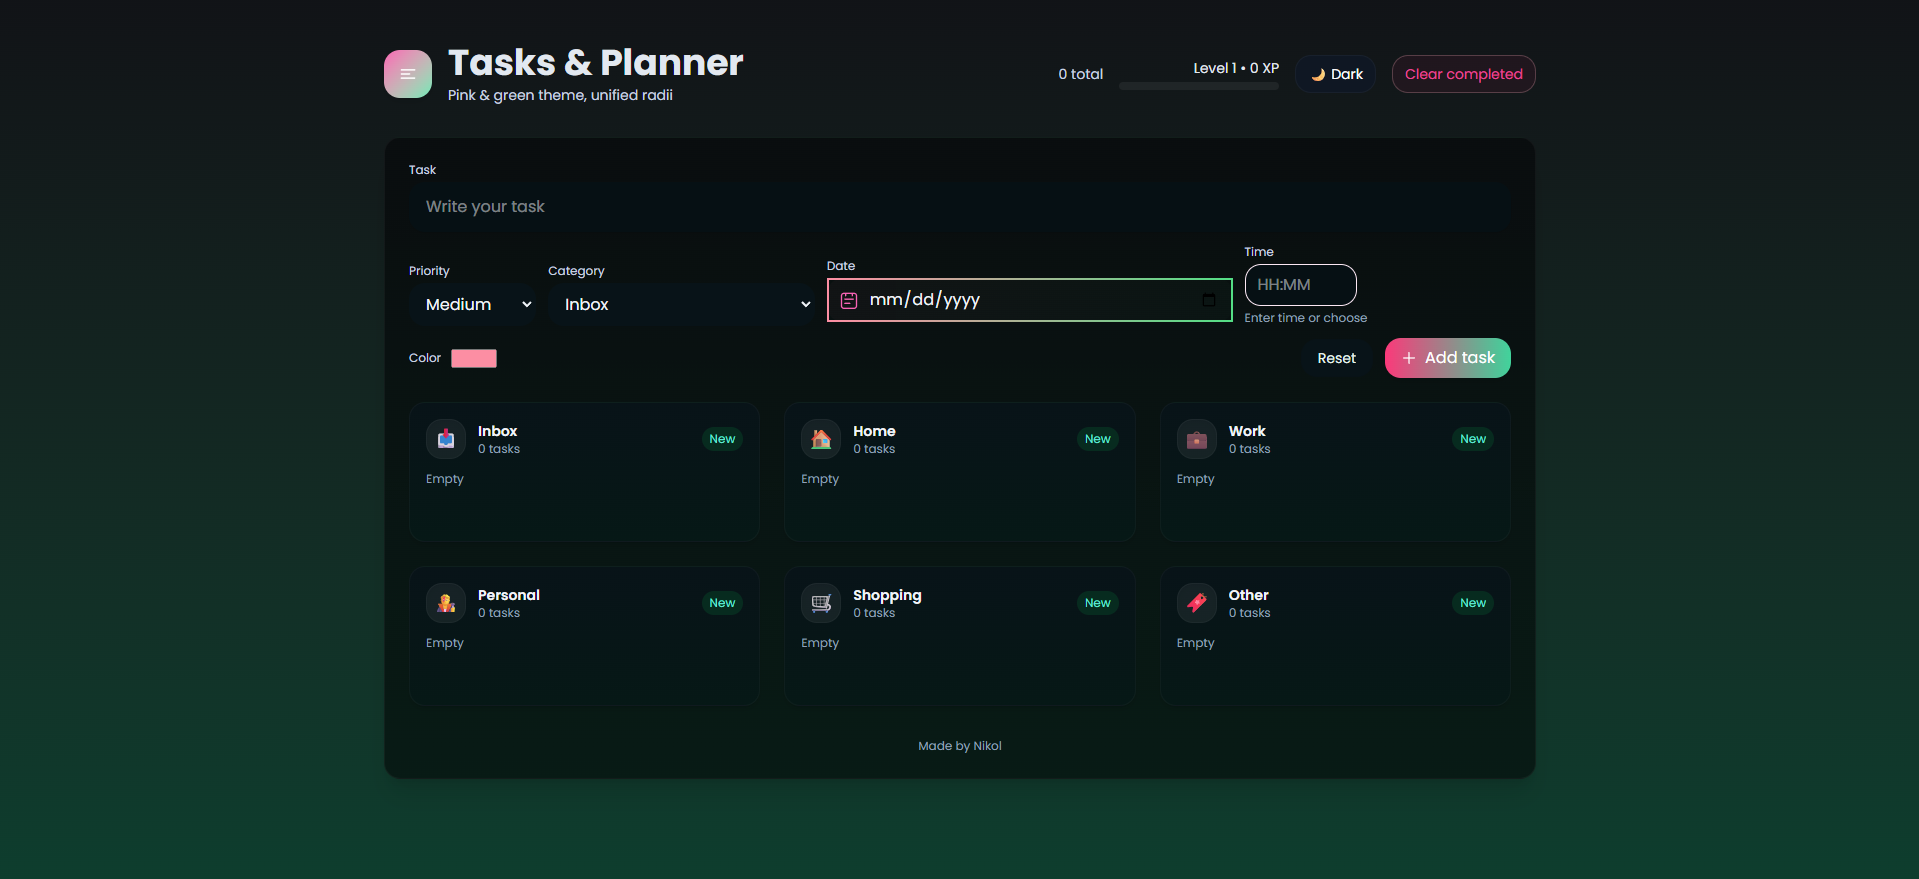 Tasks & Planner
Pink & green theme, unified radii
0 total
Level 1 • 0 XP
🌙 Dark
Clear completed
Task
Write your task
Priority
Medium
Category
Inbox
Date
mm/dd/yyyy
Time
HH:MM
Enter time or choose
Color
Reset
+ Add task
Inbox
0 tasks
New
Empty
Home
0 tasks
New
Empty
Work
0 tasks
New
Empty
Personal
0 tasks
New
Empty
Shopping
0 tasks
New
Empty
Other
0 tasks
New
Empty
Made by Nikol